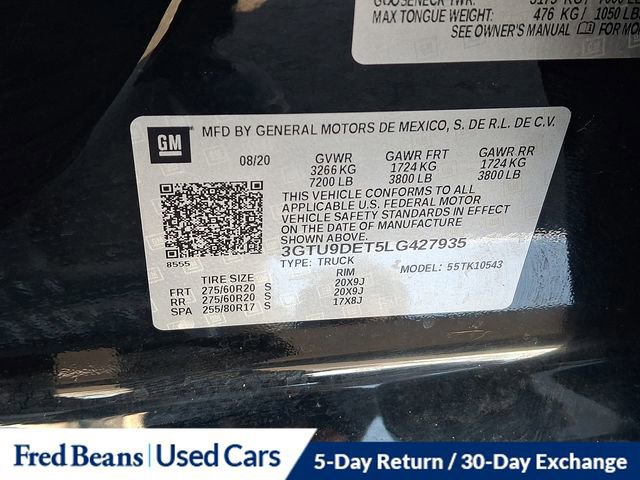 MAX TONGUE WEIGHT: 476 KG / 1050 LB
SEE OWNER'S MANUAL FOR MOR
GM
MFD BY GENERAL MOTORS DE MEXICO, S. DE R.L. DE C.V.
08/20 GVWR GAWR FRT GAWR RR
3266 KG 1724 KG 1724 KG
7200 LB 3800 LB 3800 LB
THIS VEHICLE CONFORMS TO ALL
APPLICABLE U.S. FEDERAL MOTOR
VEHICLE SAFETY STANDARDS IN EFFECT
ON THE DATE OF MANUFACTURE
SHOWN ABOVE.
3GTU9DET5LG427935
8555
TYPE: TRUCK MODEL: 55TK10543
TIRE SIZE RIM
FRT 275/60R20 S 20X9J
RR 275/60R20 S 20X9J
SPA 255/80R17 S 17X8J
Fred Beans | Used Cars
5-Day Return / 30-Day Exchange